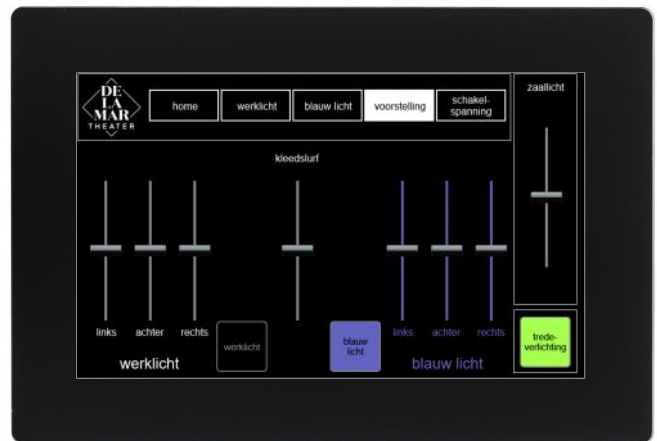 DE
LA
MAR
THEATER
home
werklicht
blauw licht
voorstelling
schakel-
spanning
zaallicht
kleedslurf
links achter rechts
werklicht
werklicht
blauw
licht
links achter rechts
blauw licht
trede-
verlichting